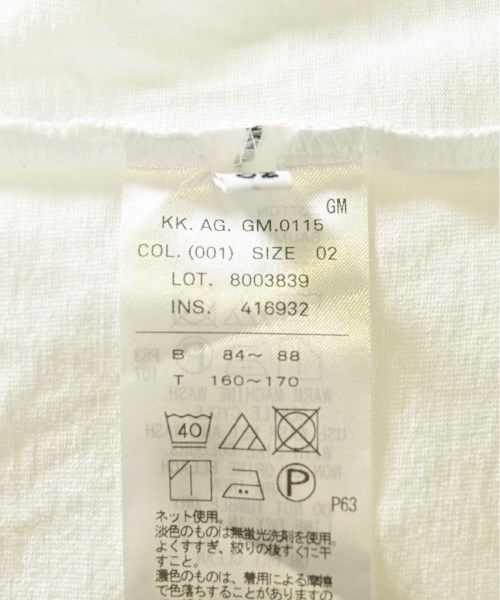 GM
KK. AG. GM.0115
COL. (001) SIZE 02
LOT. 8003839
INS. 416932
B 84～ 88
T 160～170
40
P
P63
ネット使用。
淡色のものは無蛍光洗剤を使用。
よくすすぎ、絞りの後すぐに干
すこと。
濃色のものは、着用による摩擦
で色落ちすることがあります。